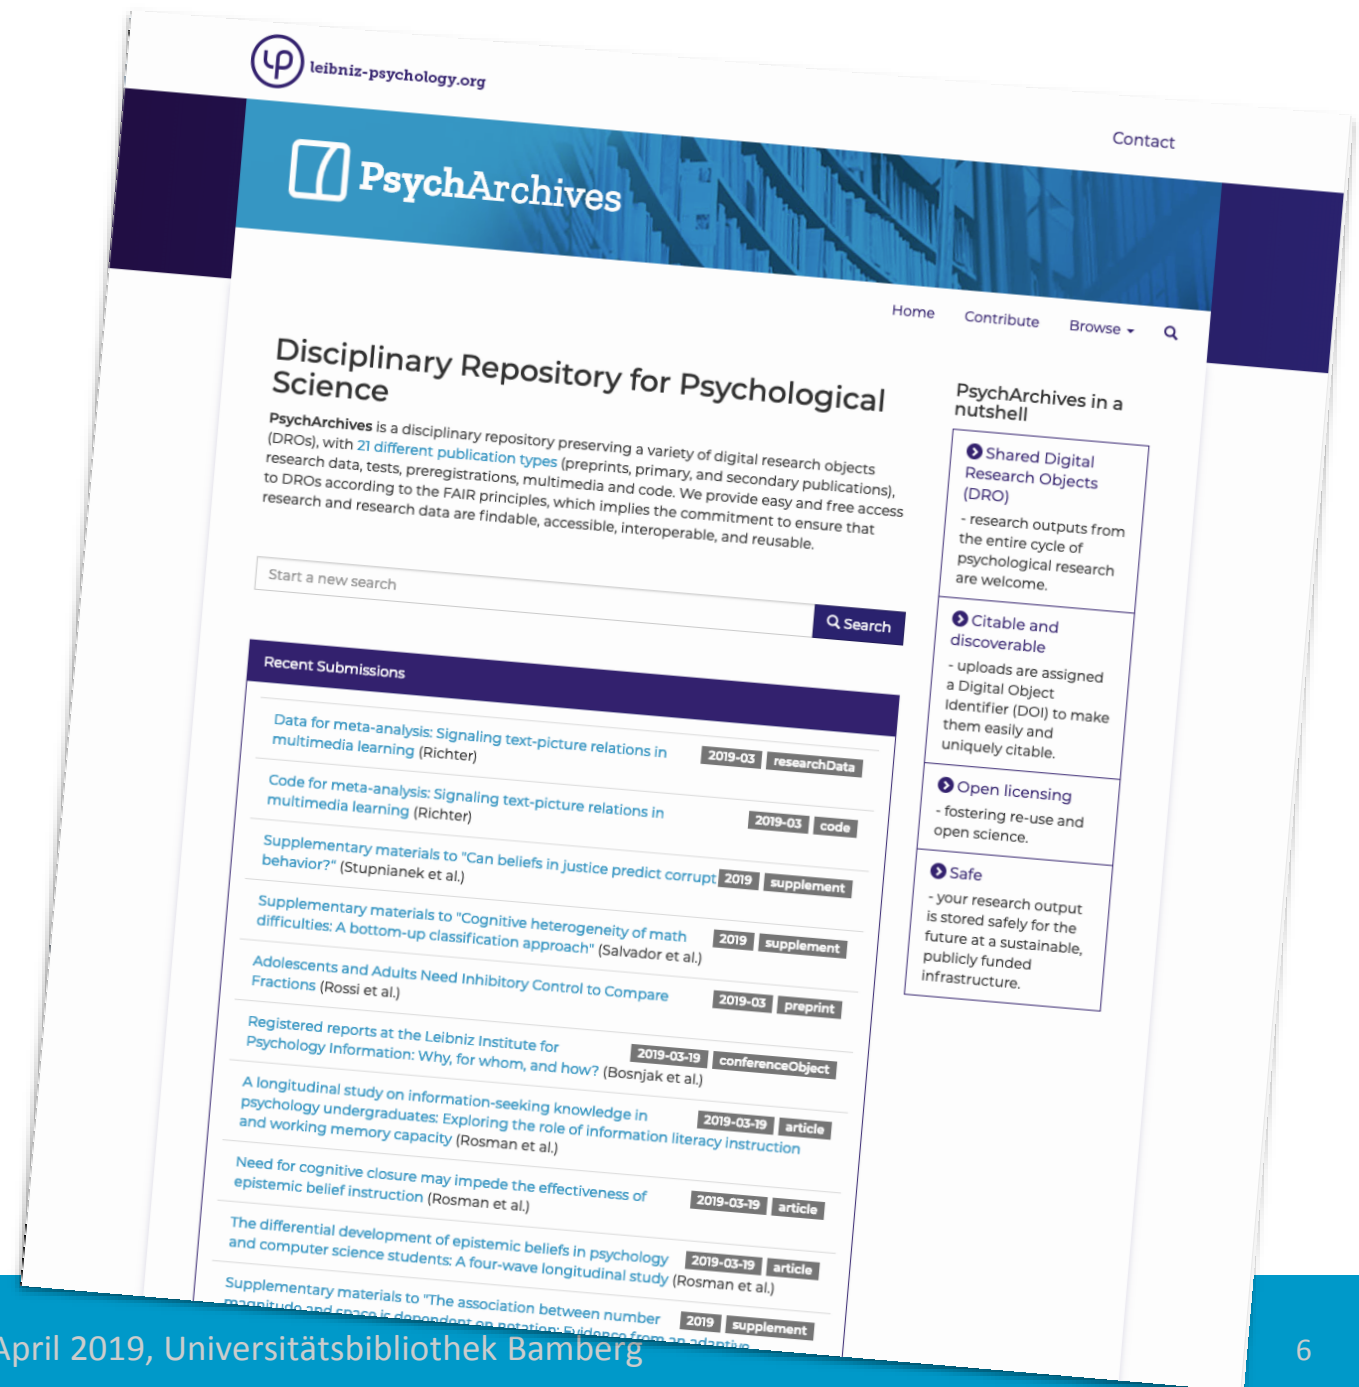 leibniz-psychology.org
Contact
PsychArchives
Home Contribute Browse
Disciplinary Repository for Psychological
Science
PsychArchives is a disciplinary repository preserving a variety of digital research objects
(DROs), with 21 different publication types (preprints, primary, and secondary publications),
research data, tests, preregistrations, multimedia and code. We provide easy and free access
to DROs according to the FAIR principles, which implies the commitment to ensure that
research and research data are findable, accessible, interoperable, and reusable.
Start a new search
Search
Recent Submissions
Data for meta-analysis: Signaling text-picture relations in
multimedia learning (Richter)
2019-03 researchData
Code for meta-analysis: Signaling text-picture relations in
multimedia learning (Richter)
2019-03 code
Supplementary materials to "Can beliefs in justice predict corrupt
behavior?" (Stupnianek et al.)
2019 supplement
Supplementary materials to "Cognitive heterogeneity of math
difficulties: A bottom-up classification approach" (Salvador et al.)
2019 supplement
Adolescents and Adults Need Inhibitory Control to Compare
Fractions (Rossi et al.)
2019-03 preprint
Registered reports at the Leibniz Institute for
Psychology Information: Why, for whom, and how? (Bosnjak et al.)
2019-03-19 conferenceObject
A longitudinal study on information-seeking knowledge in
psychology undergraduates: Exploring the role of information literacy instruction
and working memory capacity (Rosman et al.)
2019-03-19 article
Need for cognitive closure may impede the effectiveness of
epistemic belief instruction (Rosman et al.)
2019-03-19 article
The differential development of epistemic beliefs in psychology
and computer science students: A four-wave longitudinal study (Rosman et al.)
2019-03-19 article
Supplementary materials to "The association between number
magnitude and space is dependent on notation: Evidence from an adaptive
2019 supplement
PsychArchives in a
nutshell
Shared Digital
Research Objects
(DRO)
- research outputs from
the entire cycle of
psychological research
are welcome.
Citable and
discoverable
- uploads are assigned
a Digital Object
Identifier (DOI) to make
them easily and
uniquely citable.
Open licensing
- fostering re-use and
open science.
Safe
- your research output
is stored safely for the
future at a sustainable,
publicly funded
infrastructure.
April 2019, Universitätsbibliothek Bamberg
6